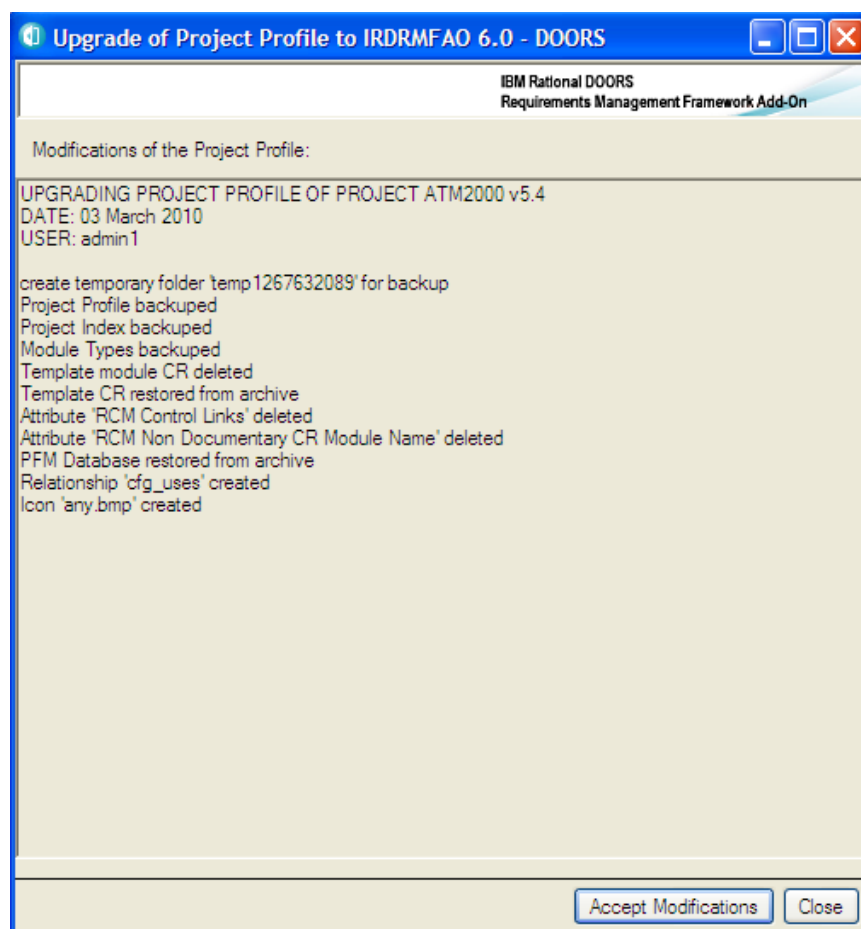 Upgrade of Project Profile to IRDRMFAO 6.0 - DOORS
IBM Rational DOORS
Requirements Management Framework Add-On
Modifications of the Project Profile:
UPGRADING PROJECT PROFILE OF PROJECT ATM2000 v5.4
DATE: 03 March 2010
USER: admin1
create temporary folder 'temp1267632089' for backup
Project Profile backuped
Project Index backuped
Module Types backuped
Template module CR deleted
Template CR restored from archive
Attribute 'RCM Control Links' deleted
Attribute 'RCM Non Documentary CR Module Name' deleted
PFM Database restored from archive
Relationship 'cfg_uses' created
Icon 'any.bmp' created
Accept Modifications
Close